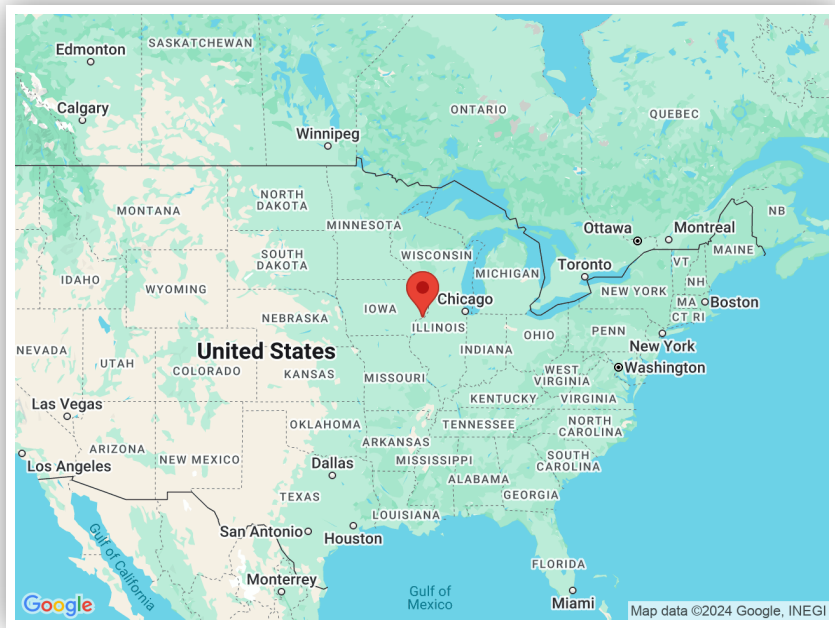 SASKATCHEWAN
Edmonton
Calgary
ONTARIO
QUEBEC
Winnipeg
NORTH
DAKOTA
MONTANA
MINNESOTA
Ottawa
Montreal
NB
MAINE
SOUTH
DAKOTA
WISCONSIN
MICHIGAN
Toronto
VT
NH
IDAHO
WYOMING
NEW YORK
MA
Boston
CT RI
IOWA
Chicago
NEBRASKA
ILLINOIS
OHIO
PENN
New York
NEVADA
UTAH
COLORADO
United States
KANSAS
MISSOURI
INDIANA
WEST
VIRGINIA
Washington
KENTUCKY
VIRGINIA
Las Vegas
OKLAHOMA
TENNESSEE
NORTH
CAROLINA
Los Angeles
ARIZONA
NEW MEXICO
ARKANSAS
MISSISSIPPI
SOUTH
CAROLINA
Dallas
ALABAMA
GEORGIA
TEXAS
LOUISIANA
San Antonio
Houston
Gulf of California
Monterrey
Gulf of
Mexico
FLORIDA
Miami
Google
Map data ©2024 Google, INEGI